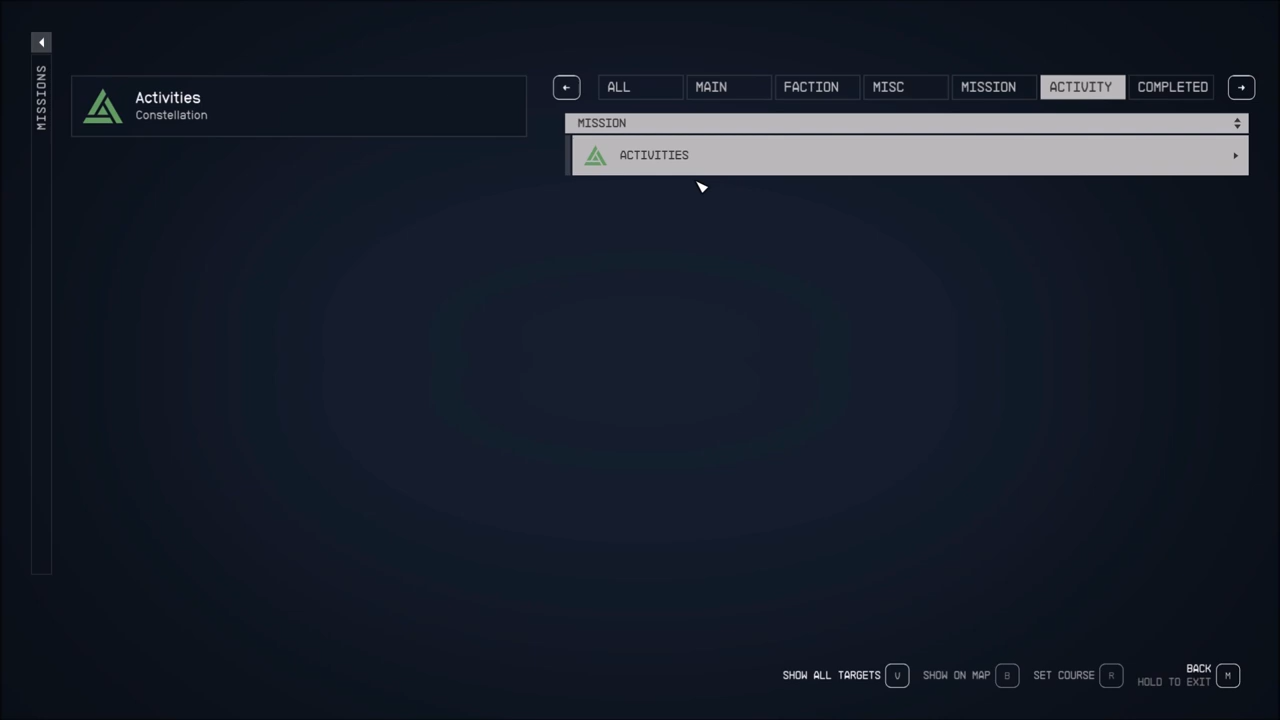 MISSIONS
Activities
Constellation
ALL
MAIN
FACTION
MISC
MISSION
ACTIVITY
COMPLETED
MISSION
ACTIVITIES
SHOW ALL TARGETS V
SHOW ON MAP B
SET COURSE R
BACK
HOLD TO EXIT
M